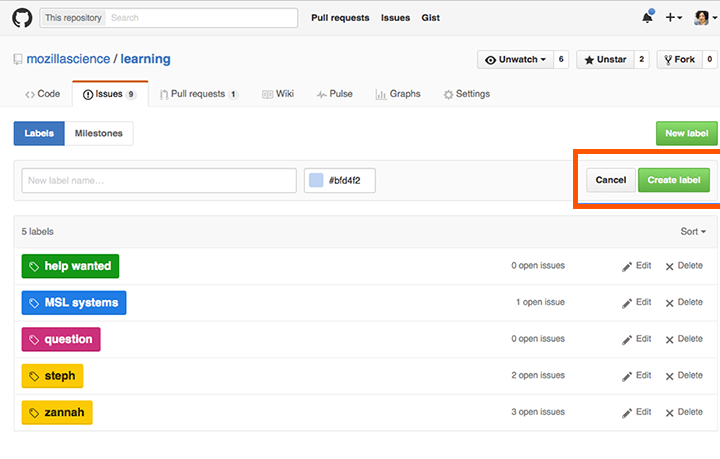 This repository Search Pull requests Issues Gist
mozillascience / learning Unwatch 6 Unstar 2 Fork 0
Code Issues 9 Pull requests 1 Wiki Pulse Graphs Settings
Labels Milestones New label
New label name... #bfd4f2 Cancel Create label
5 labels Sort
help wanted 0 open issues Edit Delete
MSL systems 1 open issue Edit Delete
question 0 open issues Edit Delete
steph 2 open issues Edit Delete
zannah 3 open issues Edit Delete